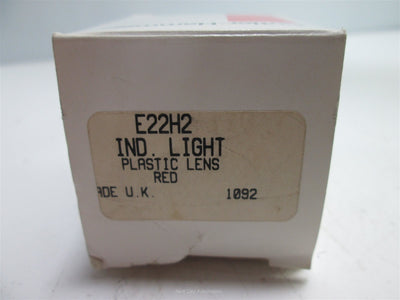 E22H2
IND. LIGHT
PLASTIC LENS
RED
ADE U.K. 1092